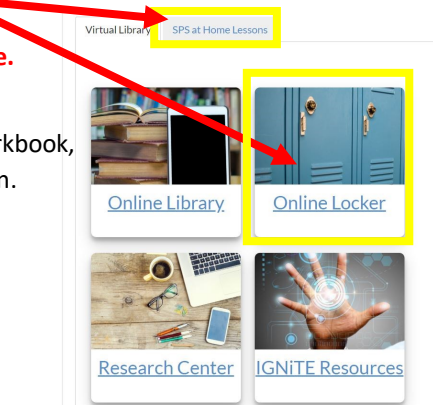 Virtual Library SPS at Home Lessons
e.
rkbook,
n.
Online Library Online Locker
Research Center IGNiTE Resources